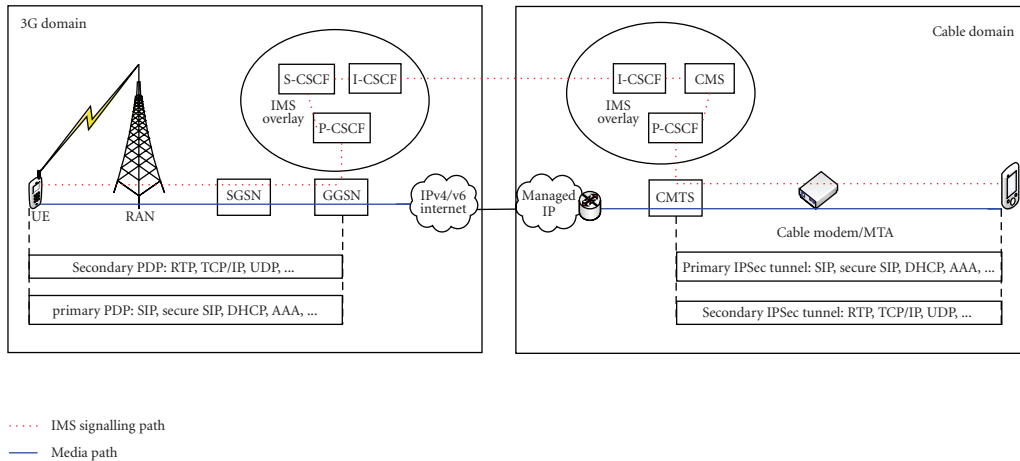 3G domain
Cable domain
S-CSCF
I-CSCF
IMS
overlay
P-CSCF
I-CSCF
CMS
IMS
overlay
P-CSCF
UE
RAN
SGSN
GGSN
IPv4/v6
internet
Managed
IP
CMTS
Cable modem/MTA
Secondary PDP: RTP, TCP/IP, UDP, ...
primary PDP: SIP, secure SIP, DHCP, AAA, ...
Primary IPSec tunnel: SIP, secure SIP, DHCP, AAA, ...
Secondary IPSec tunnel: RTP, TCP/IP, UDP, ...
IMS signalling path
Media path